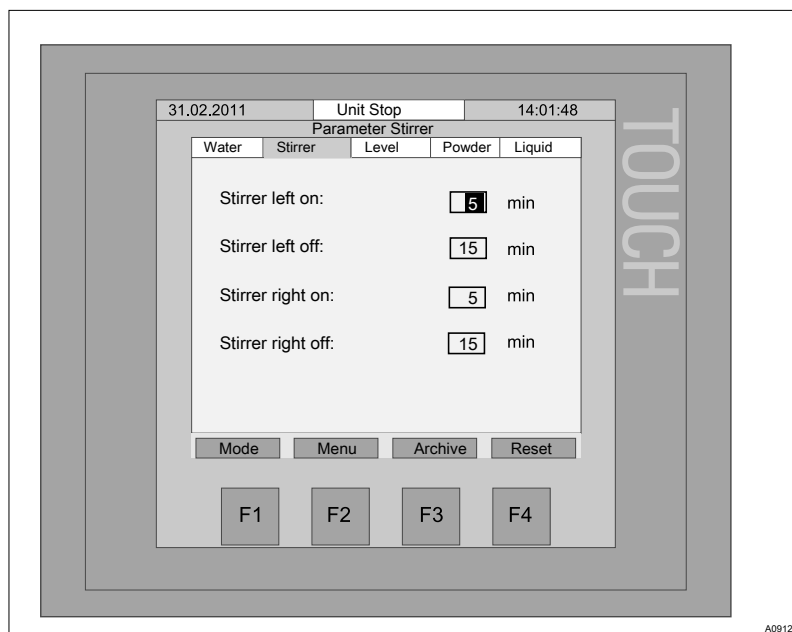 31.02.2011 Unit Stop 14:01:48
Parameter Stirrer
Water Stirrer Level Powder Liquid
Stirrer left on: 5 min
Stirrer left off: 15 min
Stirrer right on: 5 min
Stirrer right off: 15 min
Mode Menu Archive Reset
F1 F2 F3 F4
TOUCH
A0912